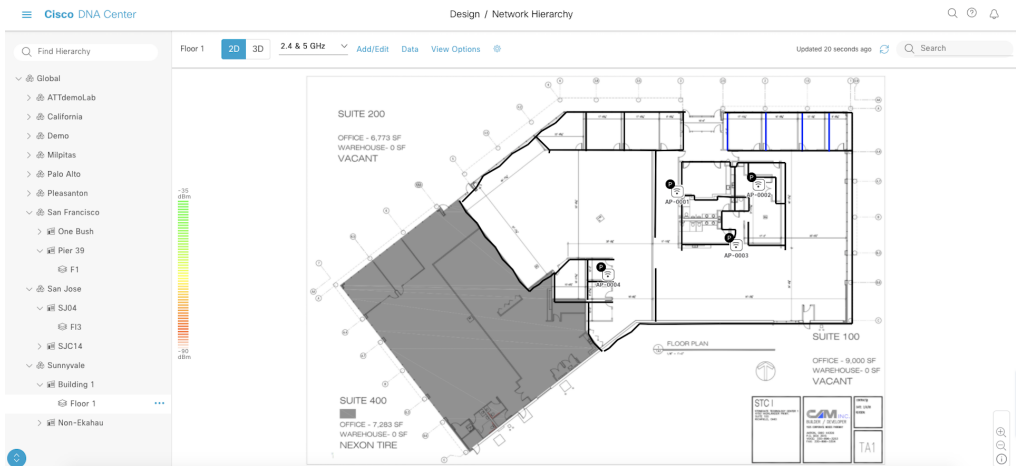 Cisco DNA Center
Design / Network Hierarchy
Find Hierarchy
Floor 1
2D
3D
2.4 & 5 GHz
Add/Edit
Data
View Options
Updated 20 seconds ago
Search
Global
ATTdemoLab
California
Demo
Milpitas
Palo Alto
Pleasanton
San Francisco
One Bush
Pier 39
F1
San Jose
SJ04
Fl3
SJC14
Sunnyvale
Building 1
Floor 1
Non-Ekahau
-35
dBm
-90
dBm
SUITE 200
OFFICE - 6,773 SF
WAREHOUSE- 0 SF
VACANT
P
AP-0001
P
AP-0002
P
AP-0003
P
AP-0004
FLOOR PLAN
SUITE 100
OFFICE - 9,000 SF
WAREHOUSE- 0 SF
VACANT
SUITE 400
OFFICE - 7,283 SF
WAREHOUSE- 0 SF
NEXON TIRE
STC I
CAM INC.
BUILDER / DEVELOPER
TA1